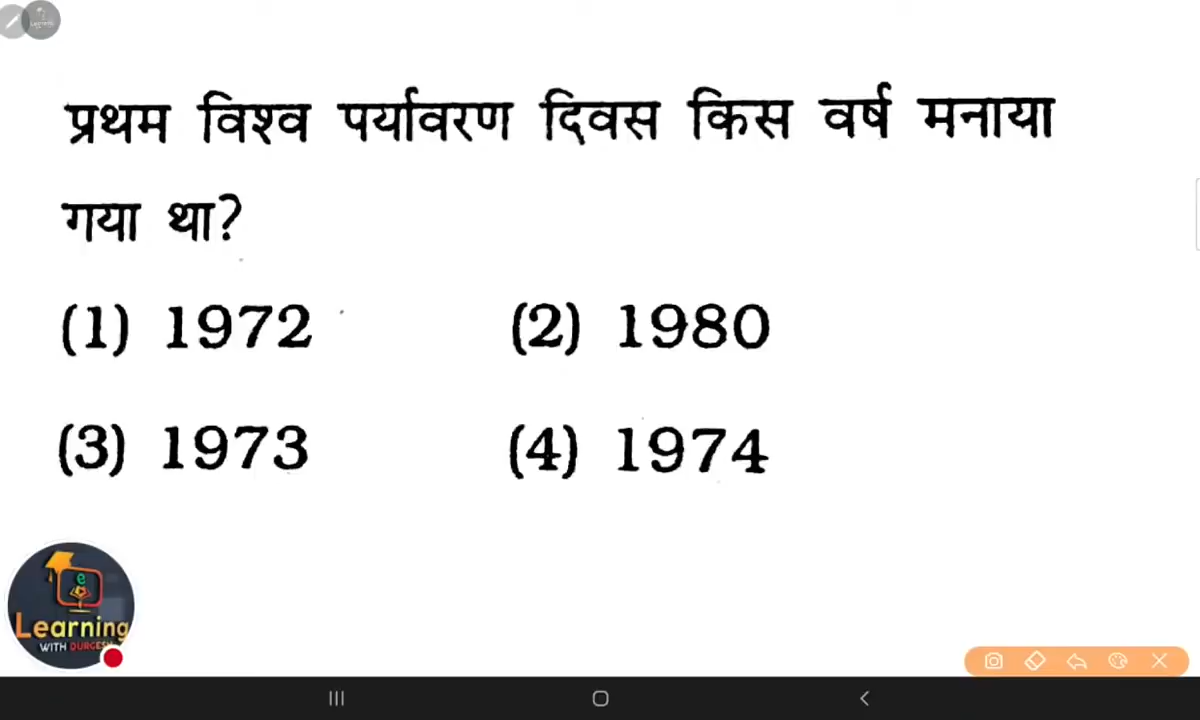 प्रथम विश्व पर्यावरण दिवस किस वर्ष मनाया
गया था?
(1) 1972 (2) 1980
(3) 1973 (4) 1974
e
Learning
WITH DURGESH